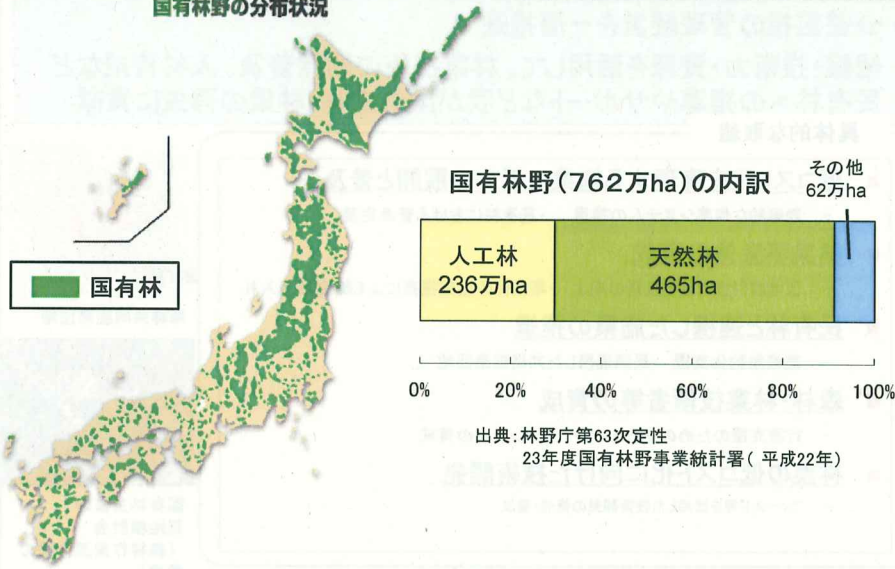 国有林野の分布状況
国有林野(762万ha)の内訳
その他
62万ha
人工林
236万ha
天然林
465ha
国有林
0%
20%
40%
60%
80%
100%
出典:林野庁第63次定性
23年度国有林野事業統計署( 平成22年)